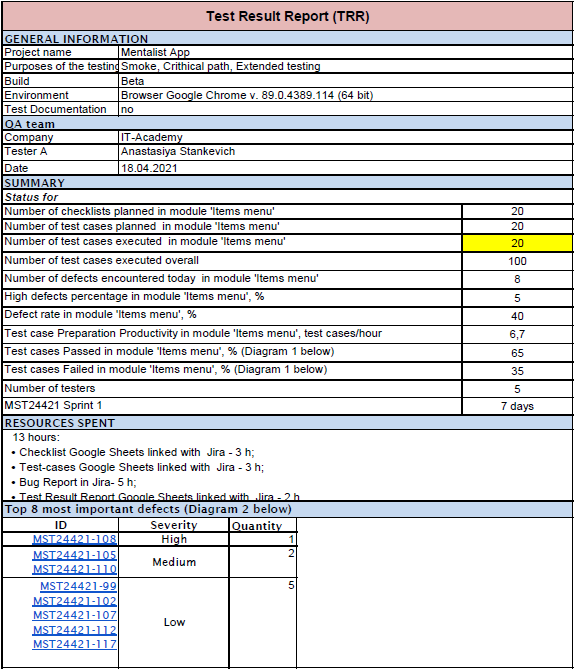 Test Result Report (TRR)
GENERAL INFORMATION
Project name Mentalist App
Purposes of the testing Smoke, Crithical path, Extended testing
Build Beta
Environment Browser Google Chrome v. 89.0.4389.114 (64 bit)
Test Documentation no
QA team
Company IT-Academy
Tester A Anastasiya Stankevich
Date 18.04.2021
SUMMARY
Status for
Number of checklists planned in module 'Items menu' 20
Number of test cases planned in module 'Items menu' 20
Number of test cases executed in module 'Items menu' 20
Number of test cases executed overall 100
Number of defects encountered today in module 'Items menu' 8
High defects percentage in module 'Items menu', % 5
Defect rate in module 'Items menu', % 40
Test case Preparation Productivity in module 'Items menu', test cases/hour 6,7
Test cases Passed in module 'Items menu', % (Diagram 1 below) 65
Test cases Failed in module 'Items menu', % (Diagram 1 below) 35
Number of testers 5
MST24421 Sprint 1 7 days
RESOURCES SPENT
13 hours:
• Checklist Google Sheets linked with Jira - 3 h;
• Test-cases Google Sheets linked with Jira - 3 h;
• Bug Report in Jira- 5 h;
• Test Result Report Google Sheets linked with Jira - 2 h
Top 8 most important defects (Diagram 2 below)
ID Severity Quantity
MST24421-108 High 1
MST24421-105 Medium 2
MST24421-110
MST24421-99 Low 5
MST24421-102
MST24421-107
MST24421-112
MST24421-117